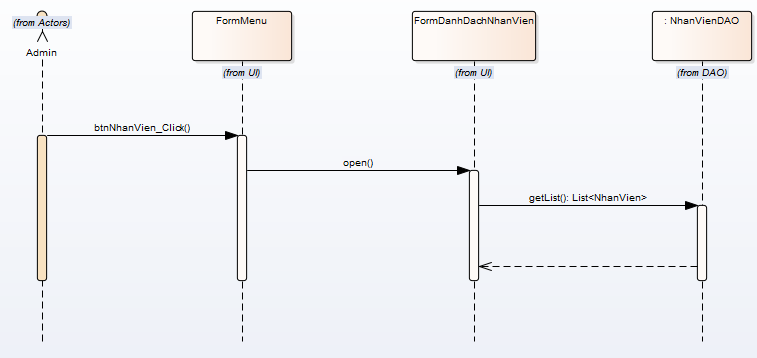 (from Actors)
Admin
FormMenu
(from UI)
FormDanhDachNhanVien
(from UI)
: NhanVienDAO
(from DAO)
btnNhanVien_Click()
open()
getList(): List<NhanVien>